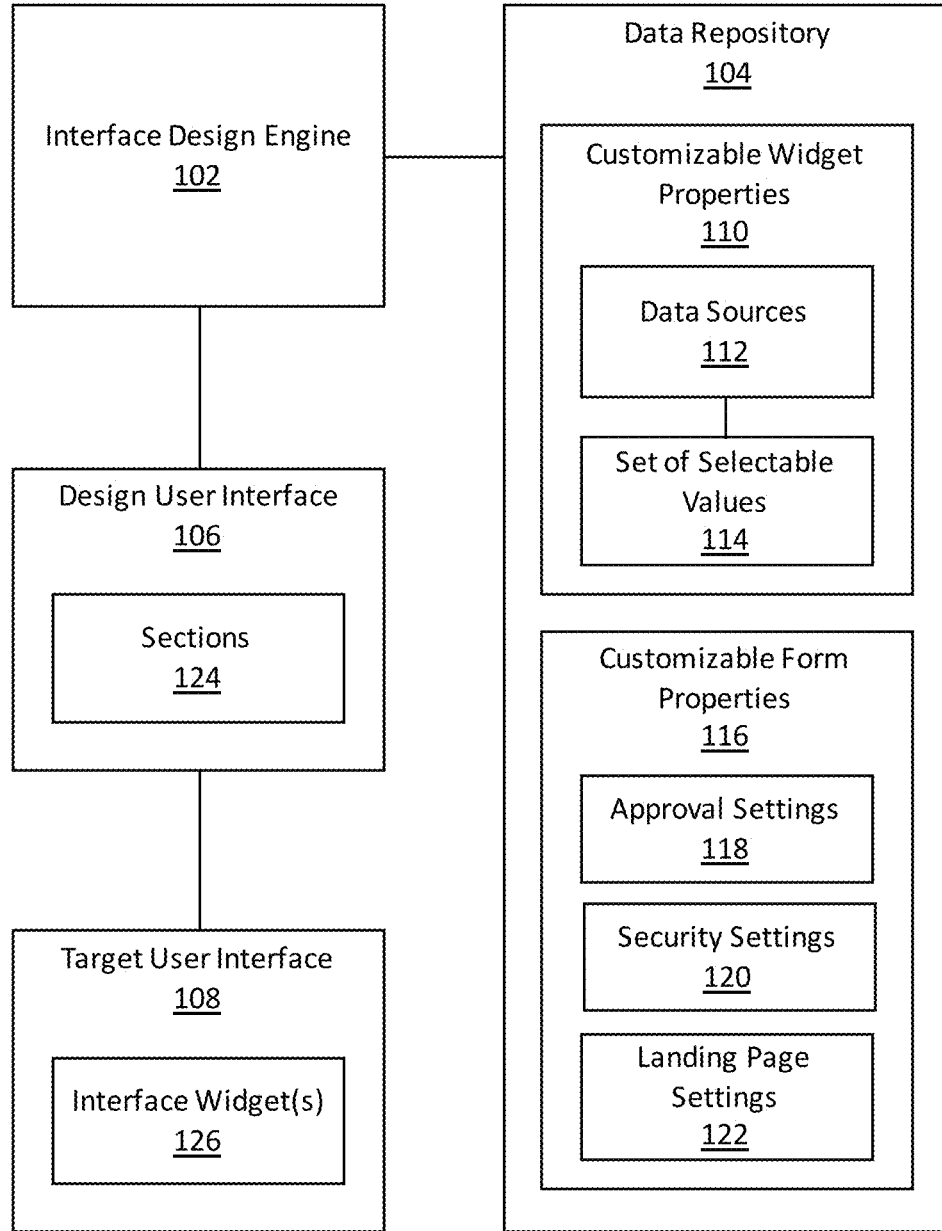 Interface Design Engine
102
Design User Interface
106
Sections
124
Target User Interface
108
Interface Widget(s)
126
Data Repository
104
Customizable Widget
Properties
110
Data Sources
112
Set of Selectable
Values
114
Customizable Form
Properties
116
Approval Settings
118
Security Settings
120
Landing Page
Settings
122